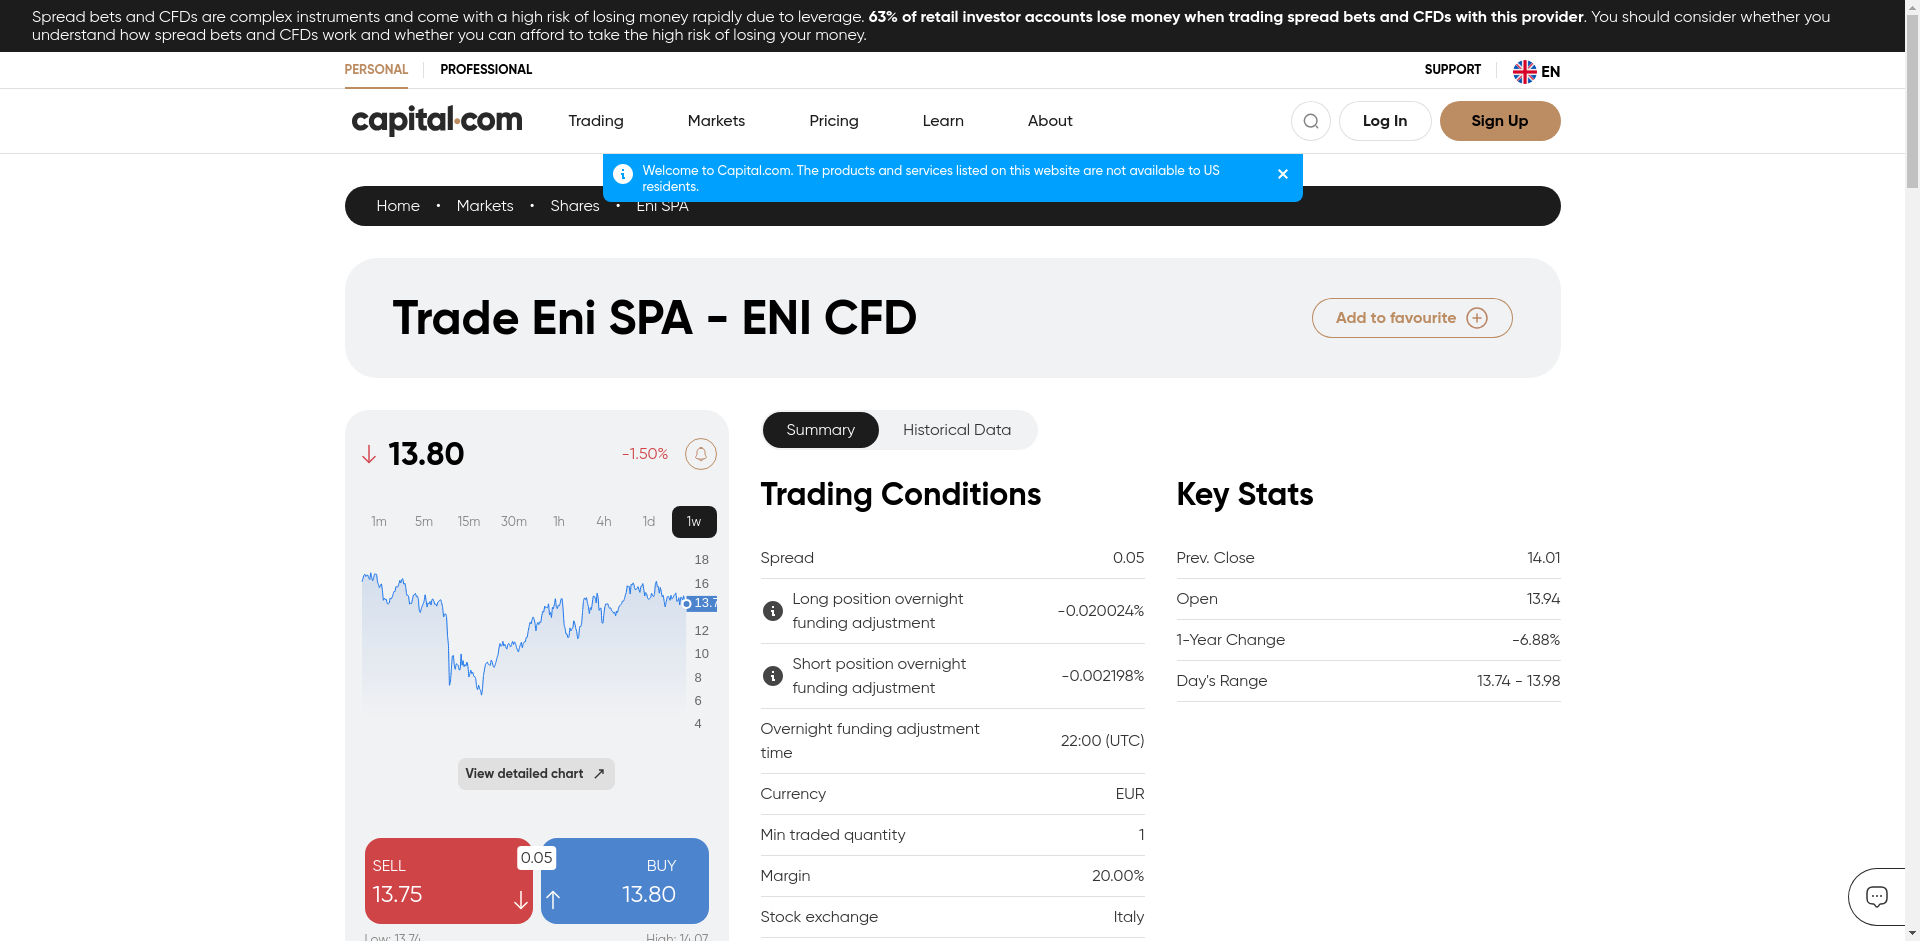 Spread bets and CFDs are complex instruments and come with a high risk of losing money rapidly due to leverage. 63% of retail investor accounts lose money when trading spread bets and CFDs with this provider. You should consider whether you
understand how spread bets and CFDs work and whether you can afford to take the high risk of losing your money.
PERSONAL PROFESSIONAL SUPPORT EN
capital.com Trading Markets Pricing Learn About Log In Sign Up
Welcome to Capital.com. The products and services listed on this website are not available to US
residents.
Home • Markets • Shares • Eni SPA
Trade Eni SPA - ENI CFD
Add to favourite
13.80 -1.50%
1m 5m 15m 30m 1h 4h 1d 1w
18
16
13.7
12
10
8
6
4
View detailed chart
SELL 0.05 BUY
13.75 13.80
Low: 13.74 High: 14.07
Summary Historical Data
Trading Conditions
Spread 0.05
Long position overnight
funding adjustment -0.020024%
Short position overnight
funding adjustment -0.002198%
Overnight funding adjustment
time 22:00 (UTC)
Currency EUR
Min traded quantity 1
Margin 20.00%
Stock exchange Italy
Key Stats
Prev. Close 14.01
Open 13.94
1-Year Change -6.88%
Day's Range 13.74 - 13.98